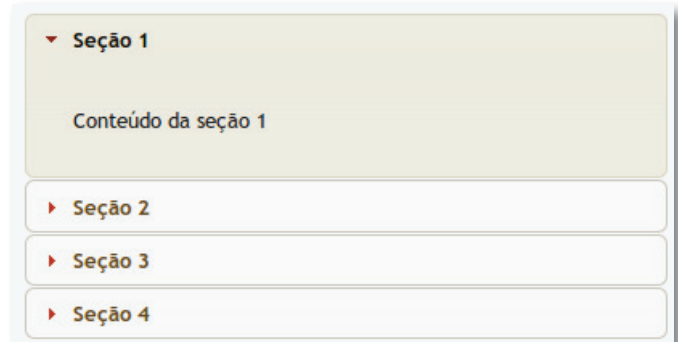 Seção 1
Conteúdo da seção 1
Seção 2
Seção 3
Seção 4